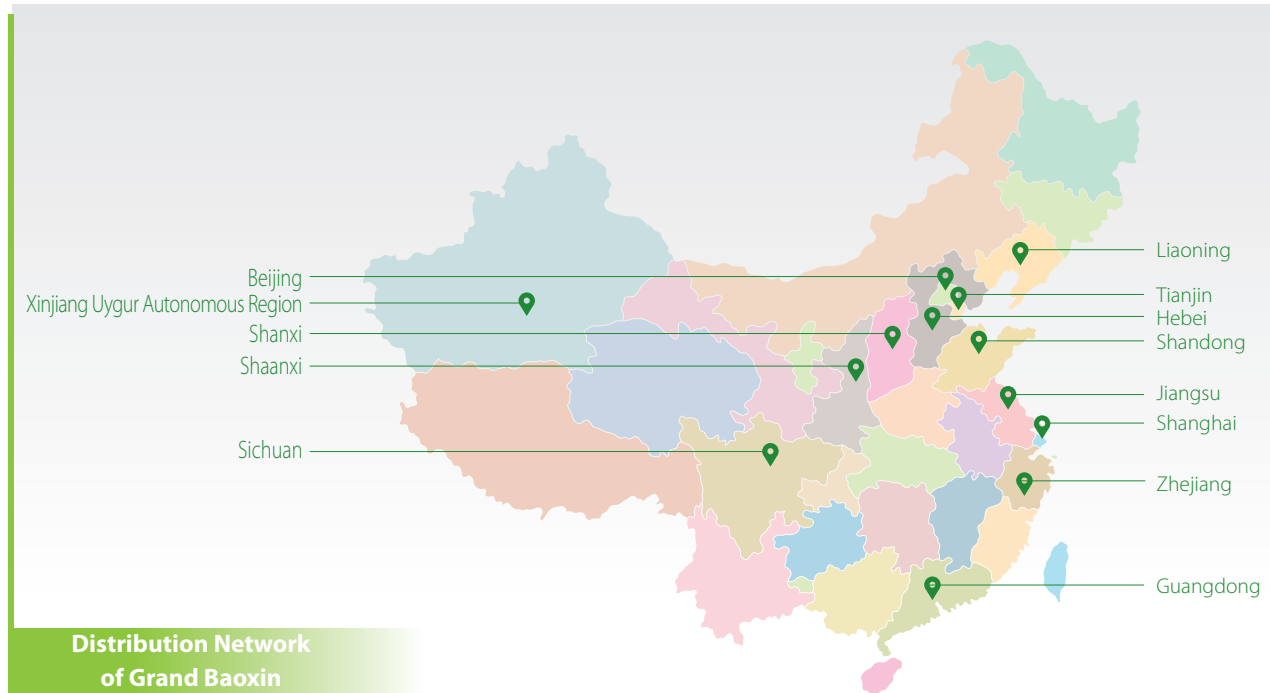 Beijing
Xinjiang Uygur Autonomous Region
Shanxi
Shaanxi
Sichuan
Liaoning
Tianjin
Hebei
Shandong
Jiangsu
Shanghai
Zhejiang
Guangdong
Distribution Network
of Grand Baoxin